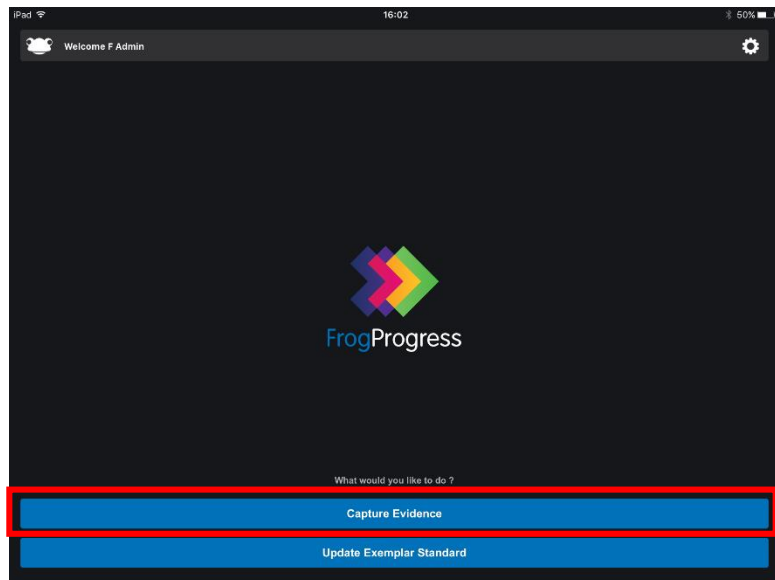 iPad 16:02 50%
Welcome F Admin
FrogProgress
What would you like to do ?
Capture Evidence
Update Exemplar Standard